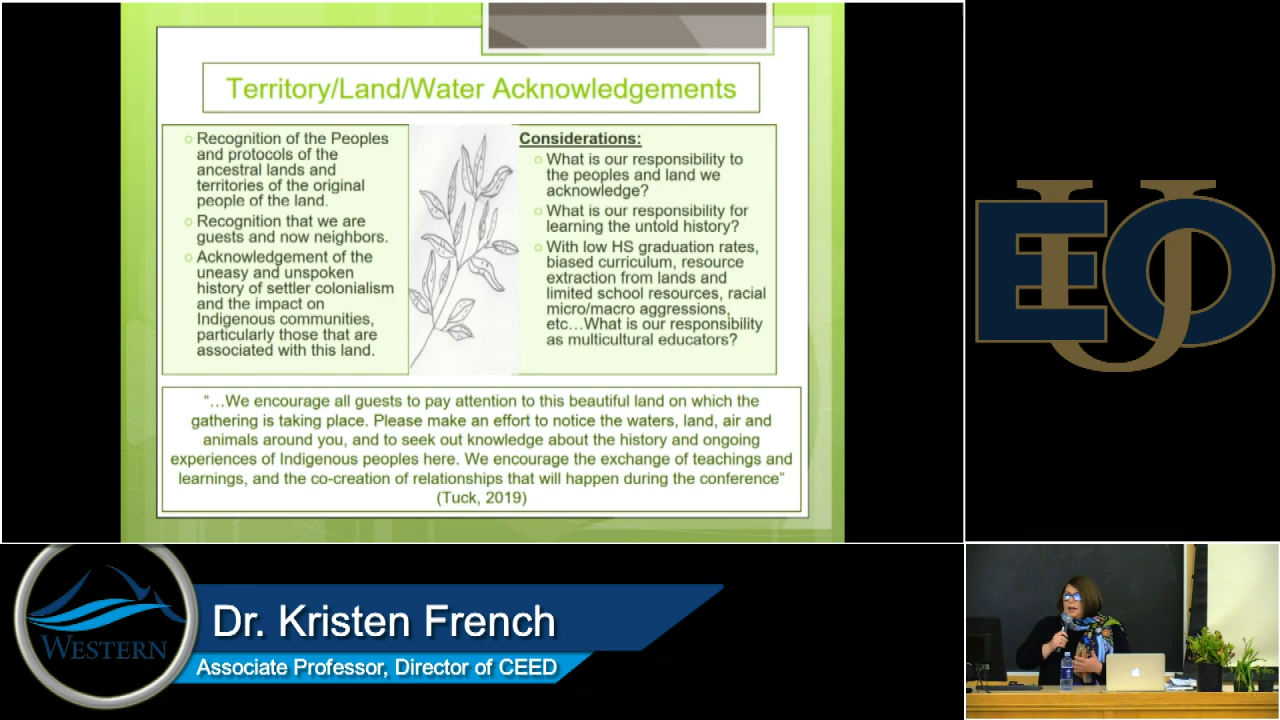 Territory/Land/Water Acknowledgements
Recognition of the Peoples
and protocols of the
ancestral lands and
territories of the original
people of the land.
Recognition that we are
guests and now neighbors.
Acknowledgement of the
uneasy and unspoken
history of settler colonialism
and the impact on
Indigenous communities,
particularly those that are
associated with this land.
Considerations:
What is our responsibility to
the peoples and land we
acknowledge?
What is our responsibility for
learning the untold history?
With low HS graduation rates,
biased curriculum, resource
extraction from lands and
limited school resources, racial
micro/macro aggressions,
etc…What is our responsibility
as multicultural educators?
“…We encourage all guests to pay attention to this beautiful land on which the
gathering is taking place. Please make an effort to notice the waters, land, air and
animals around you, and to seek out knowledge about the history and ongoing
experiences of Indigenous peoples here. We encourage the exchange of teachings and
learnings, and the co-creation of relationships that will happen during the conference”
(Tuck, 2019)
EUO
WESTERN
Dr. Kristen French
Associate Professor, Director of CEED